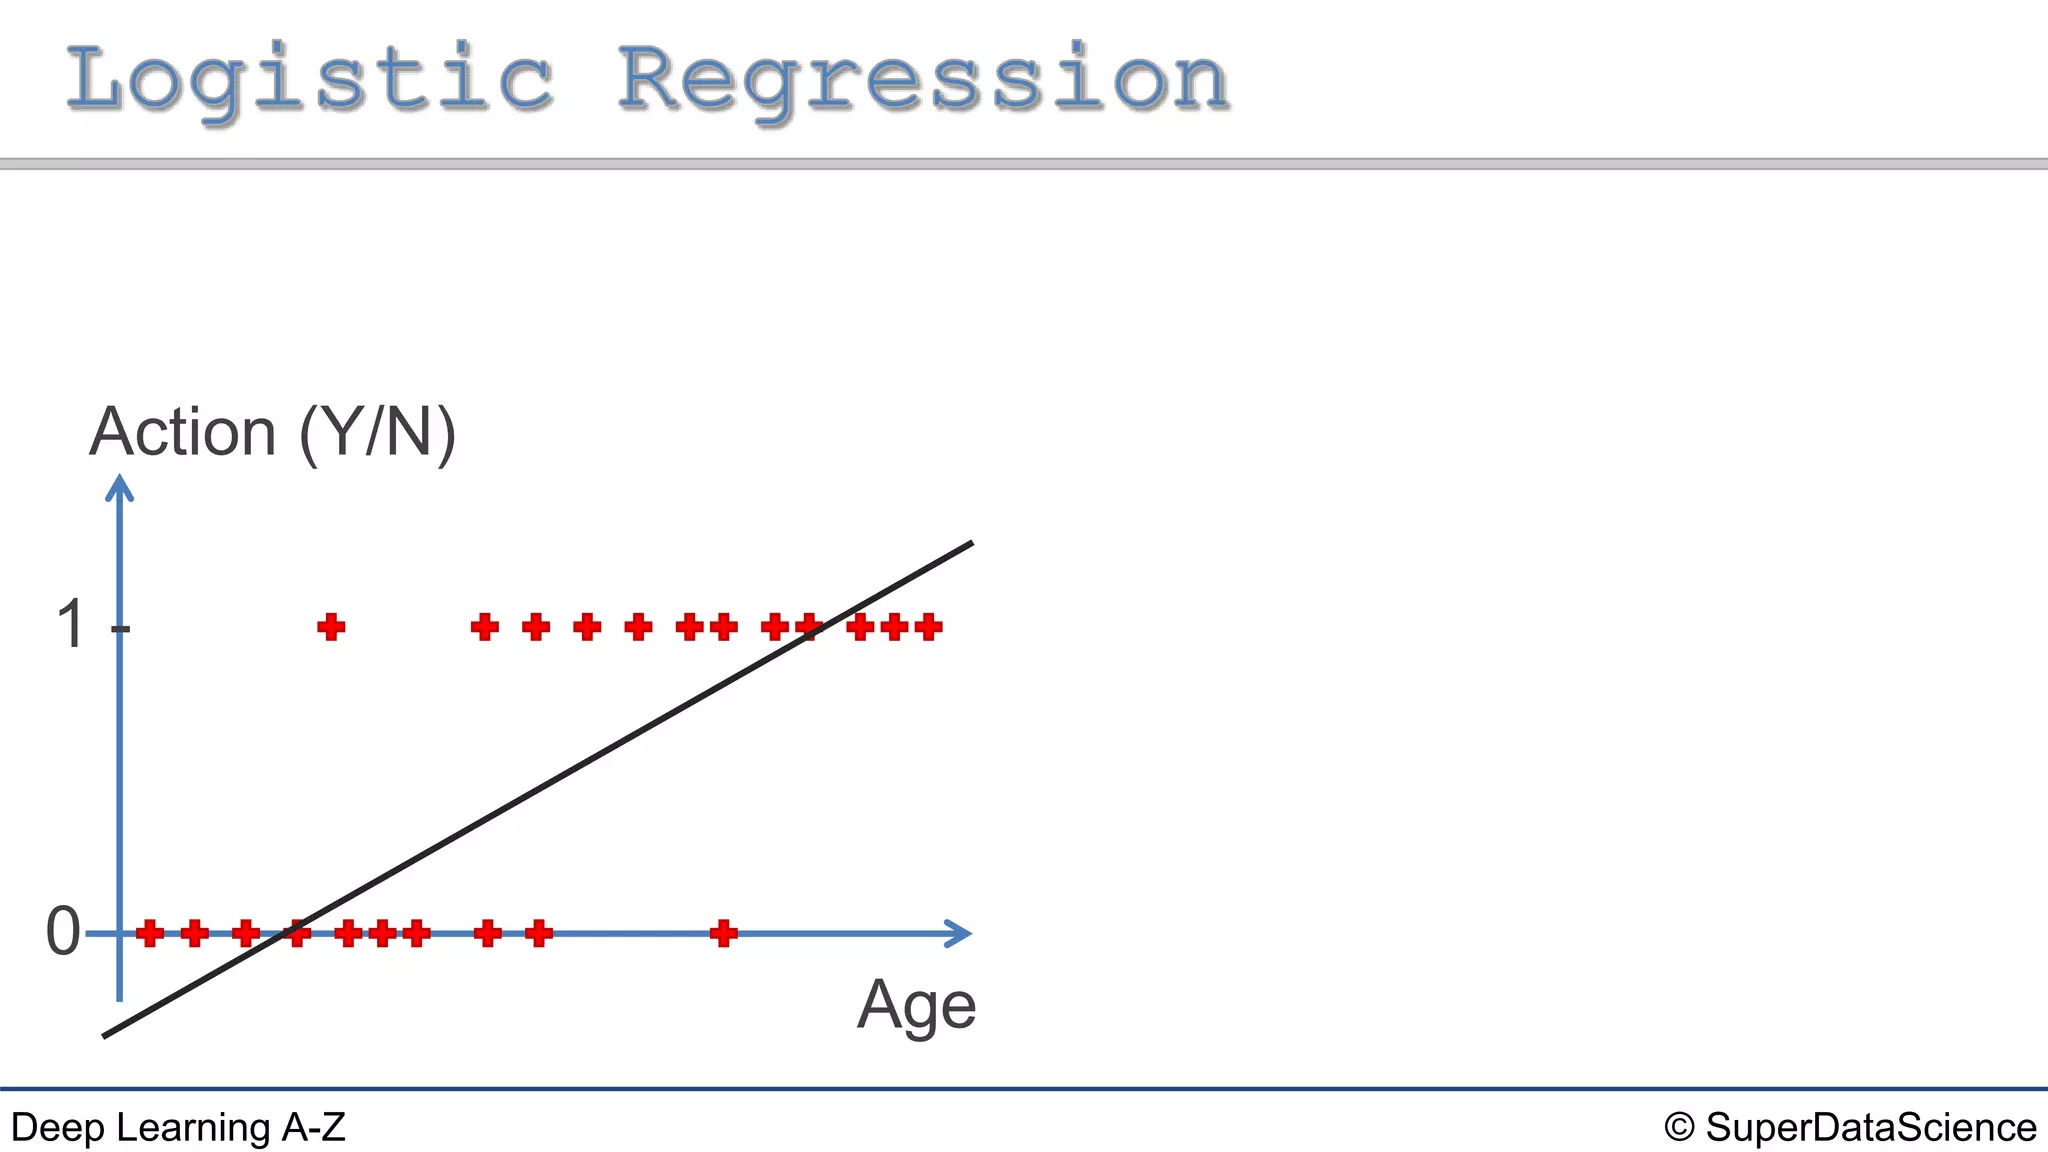 Logistic Regression
Action (Y/N)
1 -
0
Age
Deep Learning A-Z
© SuperDataScience